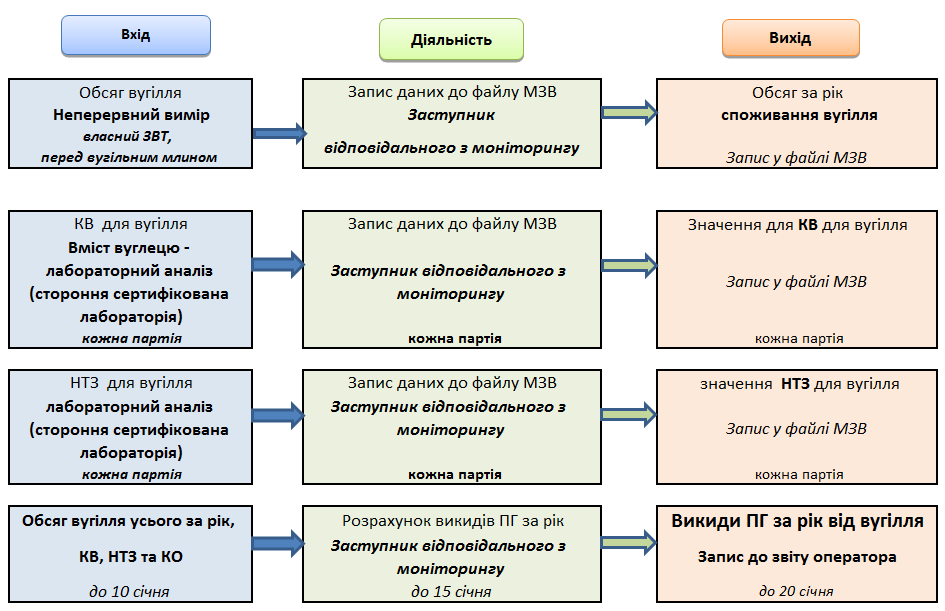 Вхід
Діяльність
Вихід
Обсяг вугілля
Неперервний вимір
власний ЗВТ,
перед вугільним млином
Запис даних до файлу МЗВ
Заступник
відповідального з моніторингу
Обсяг за рік
споживання вугілля
Запис у файлі МЗВ
КВ для вугілля
Вміст вуглецю -
лабораторний аналіз
(стороння сертифікована
лабораторія)
кожна партія
Запис даних до файлу МЗВ
Заступник відповідального з
моніторингу
кожна партія
Значення для КВ для вугілля
Запис у файлі МЗВ
кожна партія
НТЗ для вугілля
лабораторний аналіз
(стороння сертифікована
лабораторія)
кожна партія
Запис даних до файлу МЗВ
Заступник відповідального з
моніторингу
кожна партія
значення НТЗ для вугілля
Запис у файлі МЗВ
кожна партія
Обсяг вугілля усього за рік,
КВ, НТЗ та КО
до 10 січня
Розрахунок викидів ПГ за рік
Заступник відповідального з
моніторингу
до 15 січня
Викиди ПГ за рік від вугілля
Запис до звіту оператора
до 20 січня